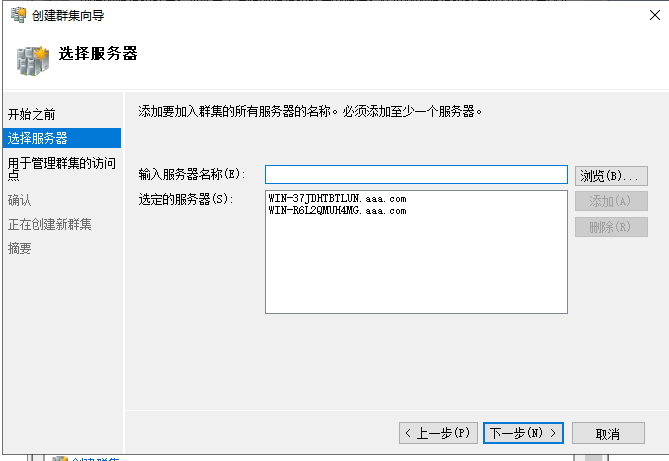 创建群集向导
选择服务器
开始之前
选择服务器
用于管理群集的访问
点
确认
正在创建新群集
摘要
添加要加入群集的所有服务器的名称。必须添加至少一个服务器。
输入服务器名称(E):
浏览(B)...
选定的服务器(S):
WIN-37JDHTBTLUN.aaa.com
WIN-R6L2QMUH4MG.aaa.com
添加(A)
删除(R)
< 上一步(P)
下一步(N) >
取消